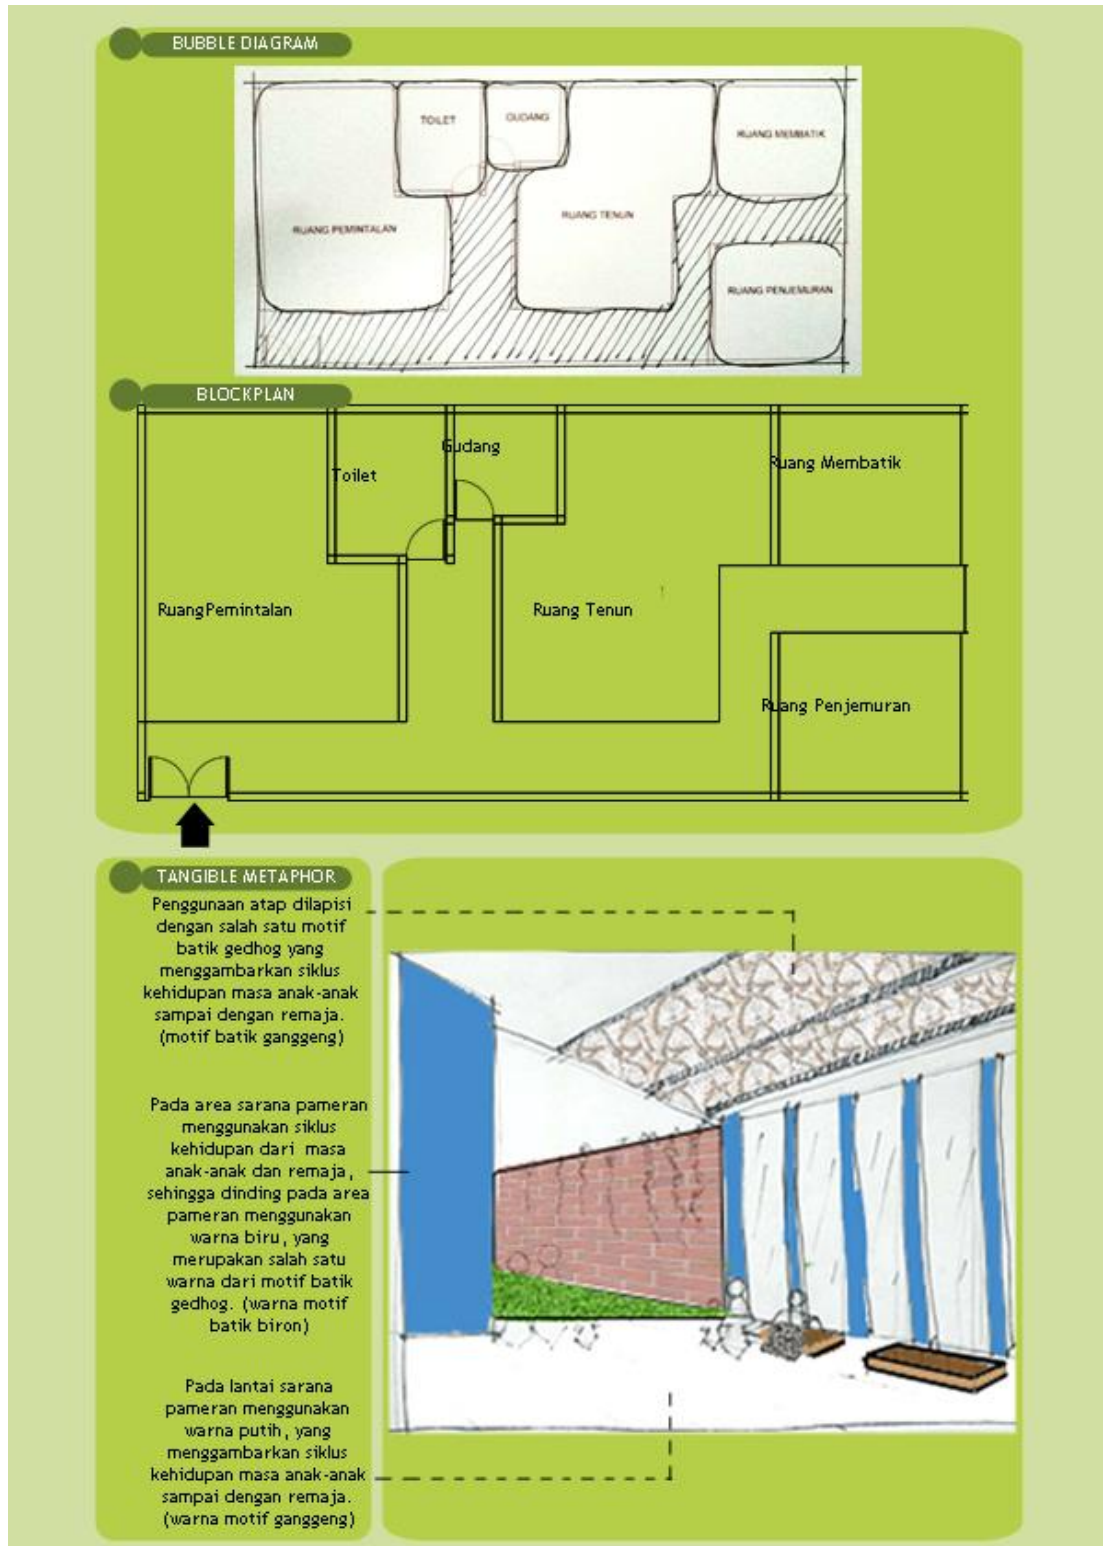 BUBBLE DIAGRAM
TOILET
GUDANG
RUANG MEMBATIK
RUANG TENUN
RUANG PEMINTALAN
RUANG PENJEMURAN
BLOCKPLAN
Gudang
Ruang Membatik
Toilet
RuangPemintalan
Ruang Tenun
Ruang Penjemuran
TANGIBLE METAPHOR
Penggunaan atap dilapisi
dengan salah satu motif
batik gedhog yang
menggambarkan siklus
kehidupan masa anak-anak
sampai dengan remaja.
(motif batik ganggeng)
Pada area sarana pameran
menggunakan siklus
kehidupan dari masa
anak-anak dan remaja,
sehingga dinding pada area
pameran menggunakan
warna biru, yang
merupakan salah satu
warna dari motif batik
gedhog. (warna motif
batik biron)
Pada lantai sarana
pameran menggunakan
warna putih, yang
menggambarkan siklus
kehidupan masa anak-anak
sampai dengan remaja.
(warna motif ganggeng)